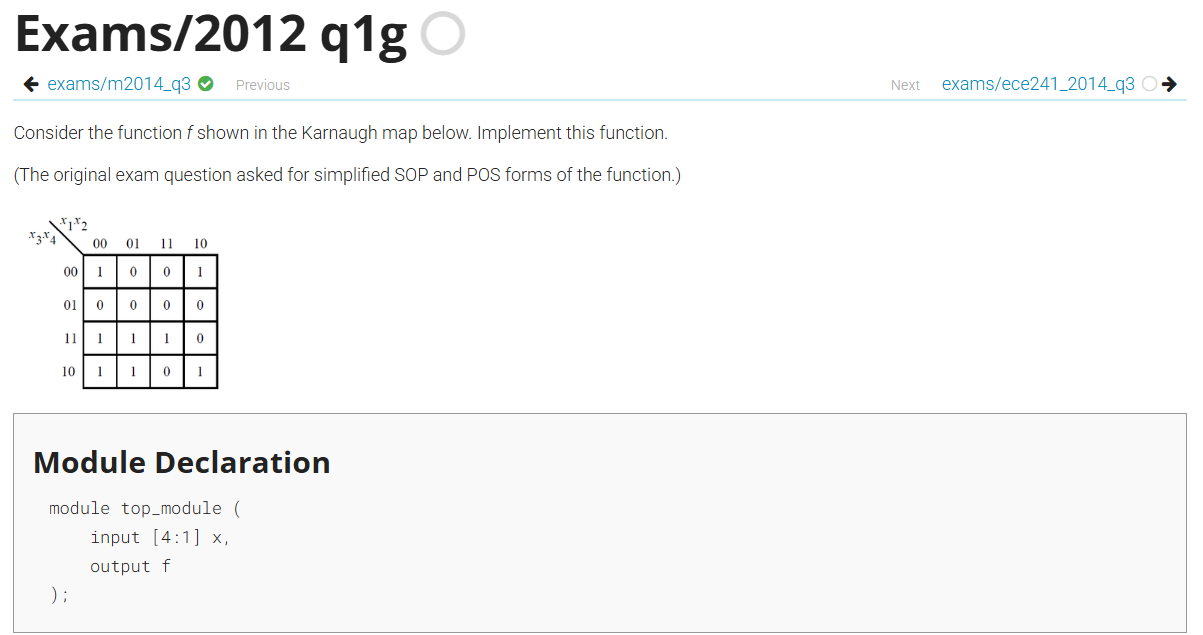 Exams/2012 q1g
exams/m2014_q3 Previous Next exams/ece241_2014_q3
Consider the function f shown in the Karnaugh map below. Implement this function.
(The original exam question asked for simplified SOP and POS forms of the function.)
x1x2
x3x4
00 01 11 10
00 1 0 0 1
01 0 0 0 0
11 1 1 1 0
10 1 1 0 1
Module Declaration
module top_module (
input [4:1] x,
output f
);